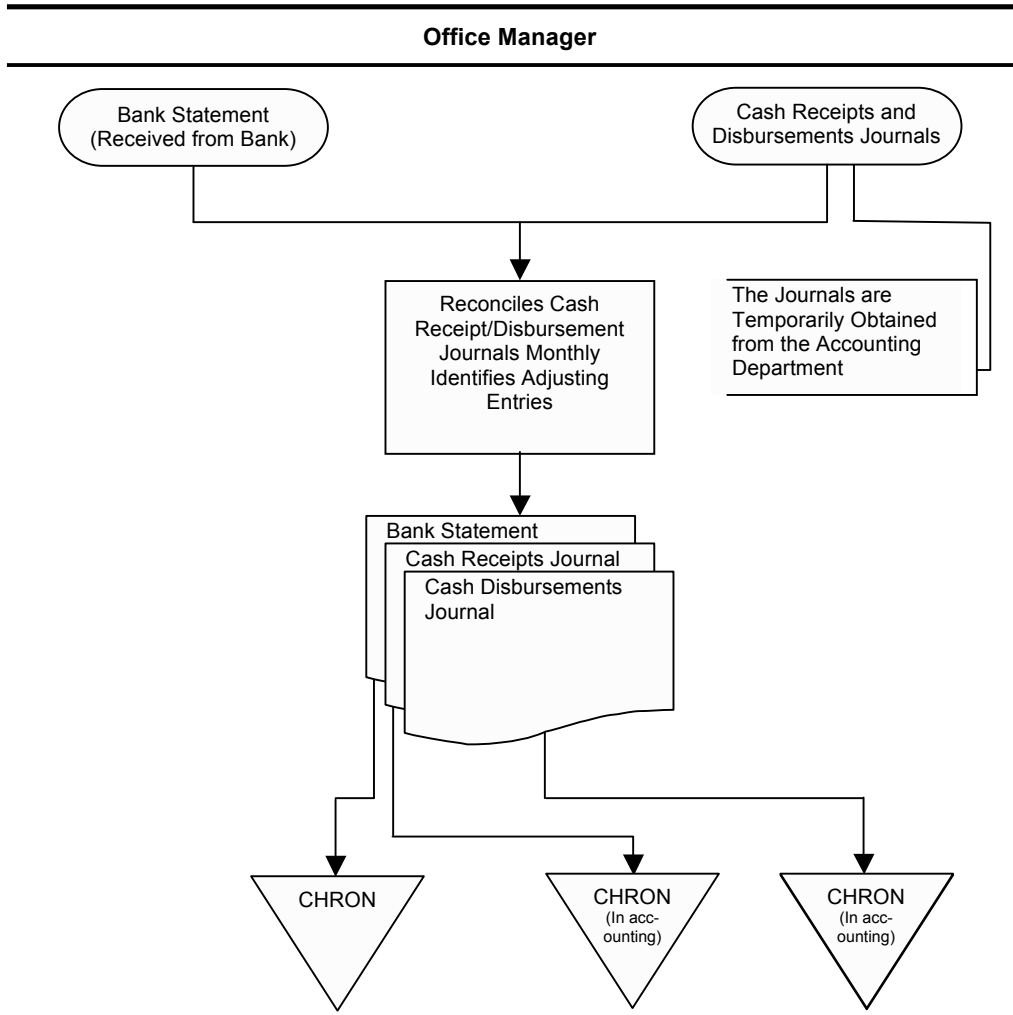 Office Manager
Bank Statement
(Received from Bank)
Cash Receipts and
Disbursements Journals
Reconciles Cash
Receipt/Disbursement
Journals Monthly
Identifies Adjusting
Entries
The Journals are
Temporarily Obtained
from the Accounting
Department
Bank Statement
Cash Receipts Journal
Cash Disbursements
Journal
CHRON
CHRON
(In acc-
ounting)
CHRON
(In acc-
ounting)